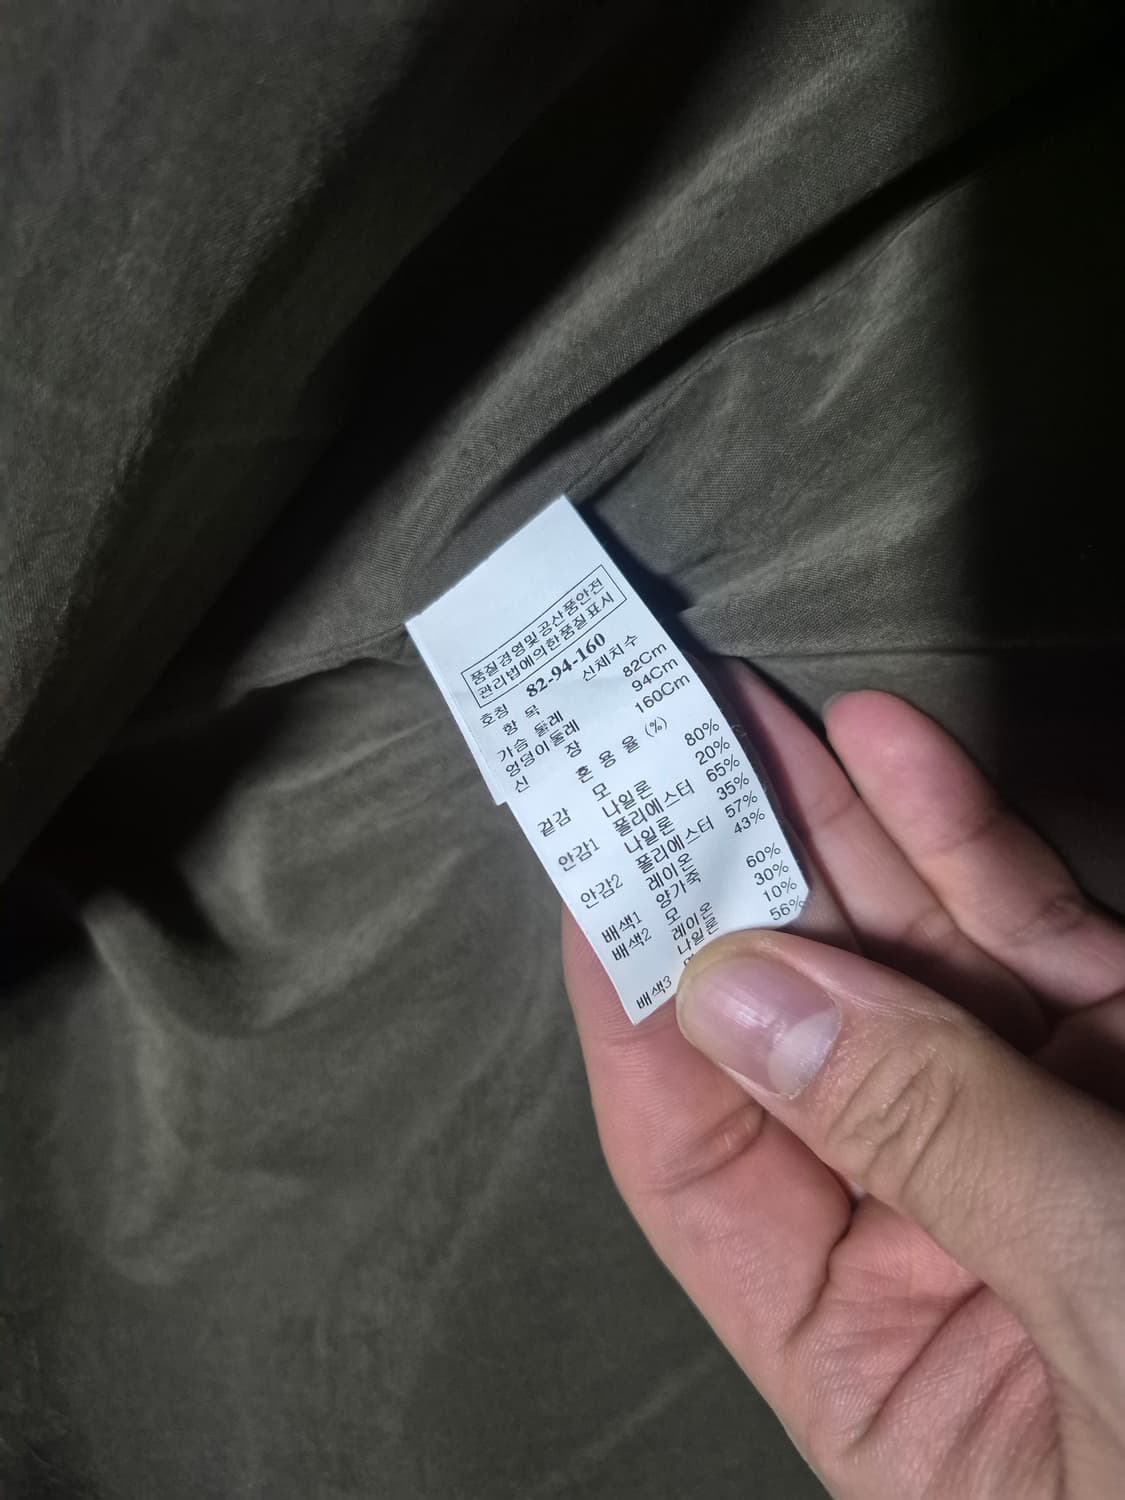 품질경영및공산품안전
관리법에의한품질표시
호칭 82-94-160
항 목 신체치수
가슴 둘레 82Cm
엉덩이둘레 94Cm
신 장 160Cm
혼 용 율 (%)
겉감 모 80%
나일론 20%
안감1 폴리에스터 65%
나일론 35%
안감2 폴리에스터 57%
레이온 43%
배색1 양가죽
배색2 모 60%
레이온 30%
나일론 10%
배색3 56%